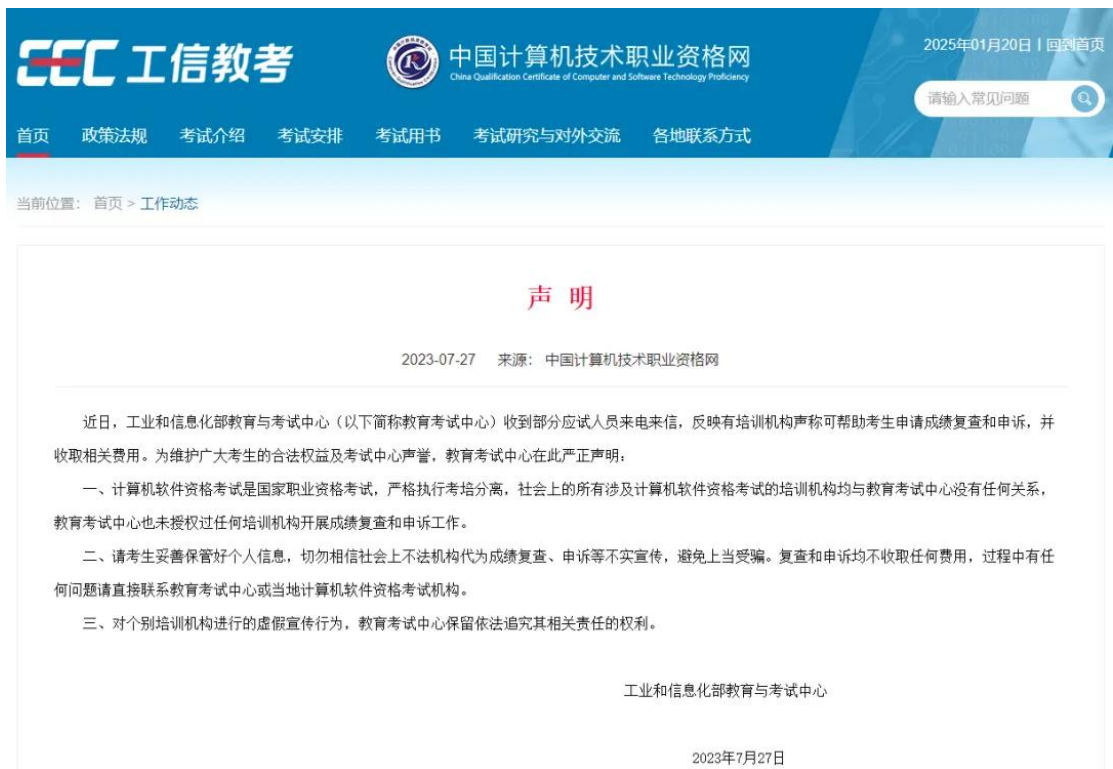 EEC 工信教考
中国计算机技术职业资格网
China Qualification Certificate of Computer and Software Technology Proficiency
2025年01月20日 | 回到首页
请输入常见问题
首页 政策法规 考试介绍 考试安排 考试用书 考试研究与对外交流 各地联系方式
当前位置： 首页 > 工作动态
声 明
2023-07-27 来源： 中国计算机技术职业资格网
近日，工业和信息化部教育与考试中心（以下简称教育考试中心）收到部分应试人员来电来信，反映有培训机构声称可帮助考生申请成绩复查和申诉，并
收取相关费用。为维护广大考生的合法权益及考试中心声誉，教育考试中心在此严正声明：
一、计算机软件资格考试是国家职业资格考试，严格执行考培分离，社会上的所有涉及计算机软件资格考试的培训机构均与教育考试中心没有任何关系，
教育考试中心也未授权过任何培训机构开展成绩复查和申诉工作。
二、请考生妥善保管好个人信息，切勿相信社会上不法机构代为成绩复查、申诉等不实宣传，避免上当受骗。复查和申诉均不收取任何费用，过程中有任
何问题请直接联系教育考试中心或当地计算机软件资格考试机构。
三、对个别培训机构进行的虚假宣传行为，教育考试中心保留依法追究其相关责任的权利。
工业和信息化部教育与考试中心
2023年7月27日